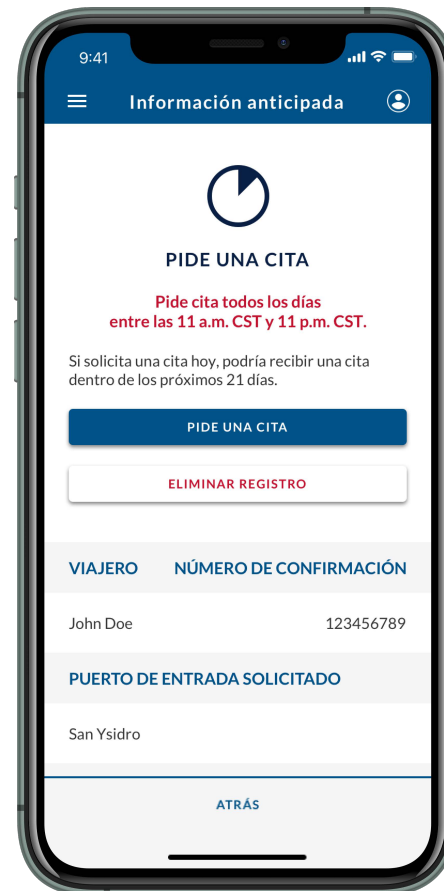 9:41
Información anticipada
PIDE UNA CITA
Pide cita todos los días
entre las 11 a.m. CST y 11 p.m. CST.
Si solicita una cita hoy, podría recibir una cita
dentro de los próximos 21 días.
PIDE UNA CITA
ELIMINAR REGISTRO
VIAJERO NÚMERO DE CONFIRMACIÓN
John Doe 123456789
PUERTO DE ENTRADA SOLICITADO
San Ysidro
ATRÁS